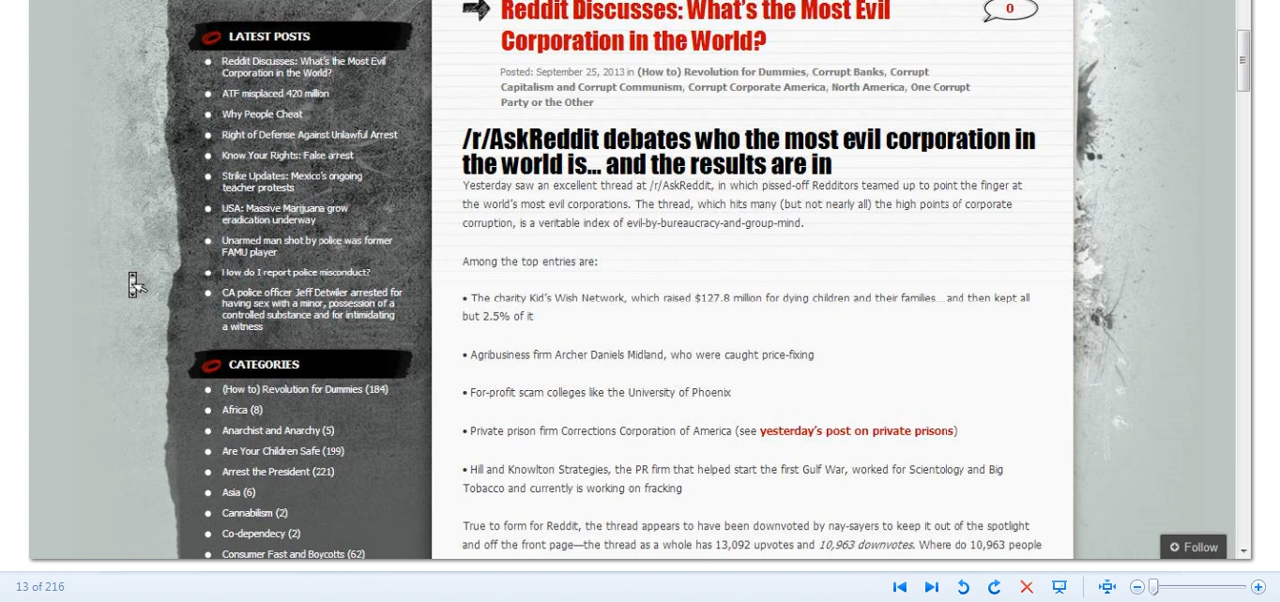 LATEST POSTS
Reddit Discusses: What's the Most Evil
Corporation in the World?
ATF misplaced 420 million
Why People Cheat
Right of Defense Against Unlawful Arrest
Know Your Rights: False arrest
Strike Updates: Mexico's ongoing
teacher protests
USA: Massive Marijuana grow
eradication underway
Unarmed man shot by police was former
FAMU player
How do I report police misconduct?
CA police officer Jeff Detwiler arrested for
having sex with a minor, possession of a
controlled substance and for intimidating
a witness
CATEGORIES
(How to) Revolution for Dummies (184)
Africa (8)
Anarchist and Anarchy (5)
Are Your Children Safe (199)
Arrest the President (221)
Asia (6)
Cannabilism (2)
Co-dependecy (2)
Consumer Fast and Boycotts (62)
Reddit Discusses: What's the Most Evil
Corporation in the World?
0
Posted: September 25, 2013 in (How to) Revolution for Dummies, Corrupt Banks, Corrupt
Capitalism and Corrupt Communism, Corrupt Corporate America, North America, One Corrupt
Party or the Other
/r/AskReddit debates who the most evil corporation in
the world is... and the results are in
Yesterday saw an excellent thread at /r/AskReddit, in which pissed-off Redditors teamed up to point the finger at
the world's most evil corporations. The thread, which hits many (but not nearly all) the high points of corporate
corruption, is a veritable index of evil-by-bureaucracy-and-group-mind.
Among the top entries are:
• The charity Kid's Wish Network, which raised $127.8 million for dying children and their families... and then kept all
but 2.5% of it
• Agribusiness firm Archer Daniels Midland, who were caught price-fixing
• For-profit scam colleges like the University of Phoenix
• Private prison firm Corrections Corporation of America (see yesterday's post on private prisons)
• Hill and Knowlton Strategies, the PR firm that helped start the first Gulf War, worked for Scientology and Big
Tobacco and currently is working on fracking
True to form for Reddit, the thread appears to have been downvoted by nay-sayers to keep it out of the spotlight
and off the front page—the thread as a whole has 13,092 upvotes and 10,963 downvotes. Where do 10,963 people
Follow
13 of 216